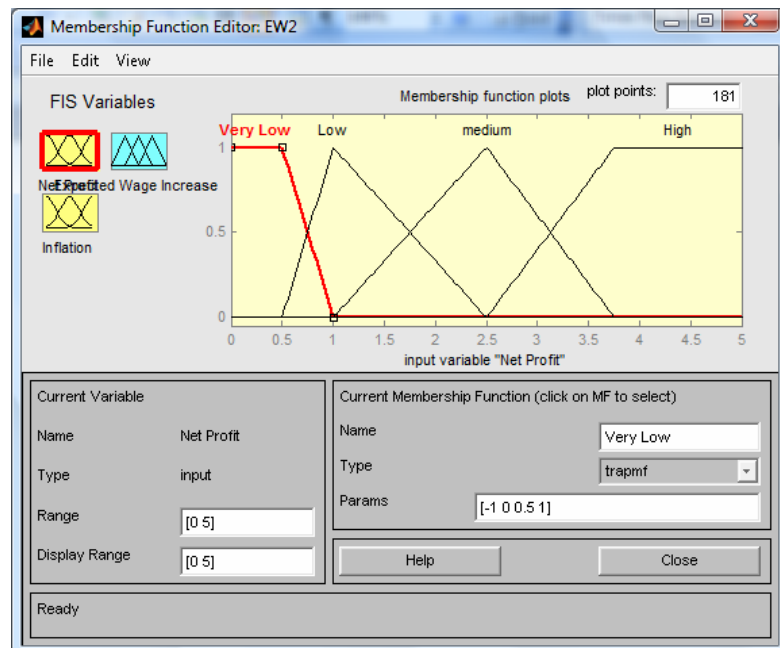 Membership Function Editor: EW2
File Edit View
FIS Variables
Membership function plots plot points: 181
Very Low Low medium High
Net Profit Expected Wage Increase
Inflation
1
0.5
0
0 0.5 1 1.5 2 2.5 3 3.5 4 4.5 5
input variable "Net Profit"
Current Variable
Name Net Profit
Type input
Range [0 5]
Display Range [0 5]
Current Membership Function (click on MF to select)
Name Very Low
Type trapmf
Params [-1 0 0.5 1]
Help Close
Ready